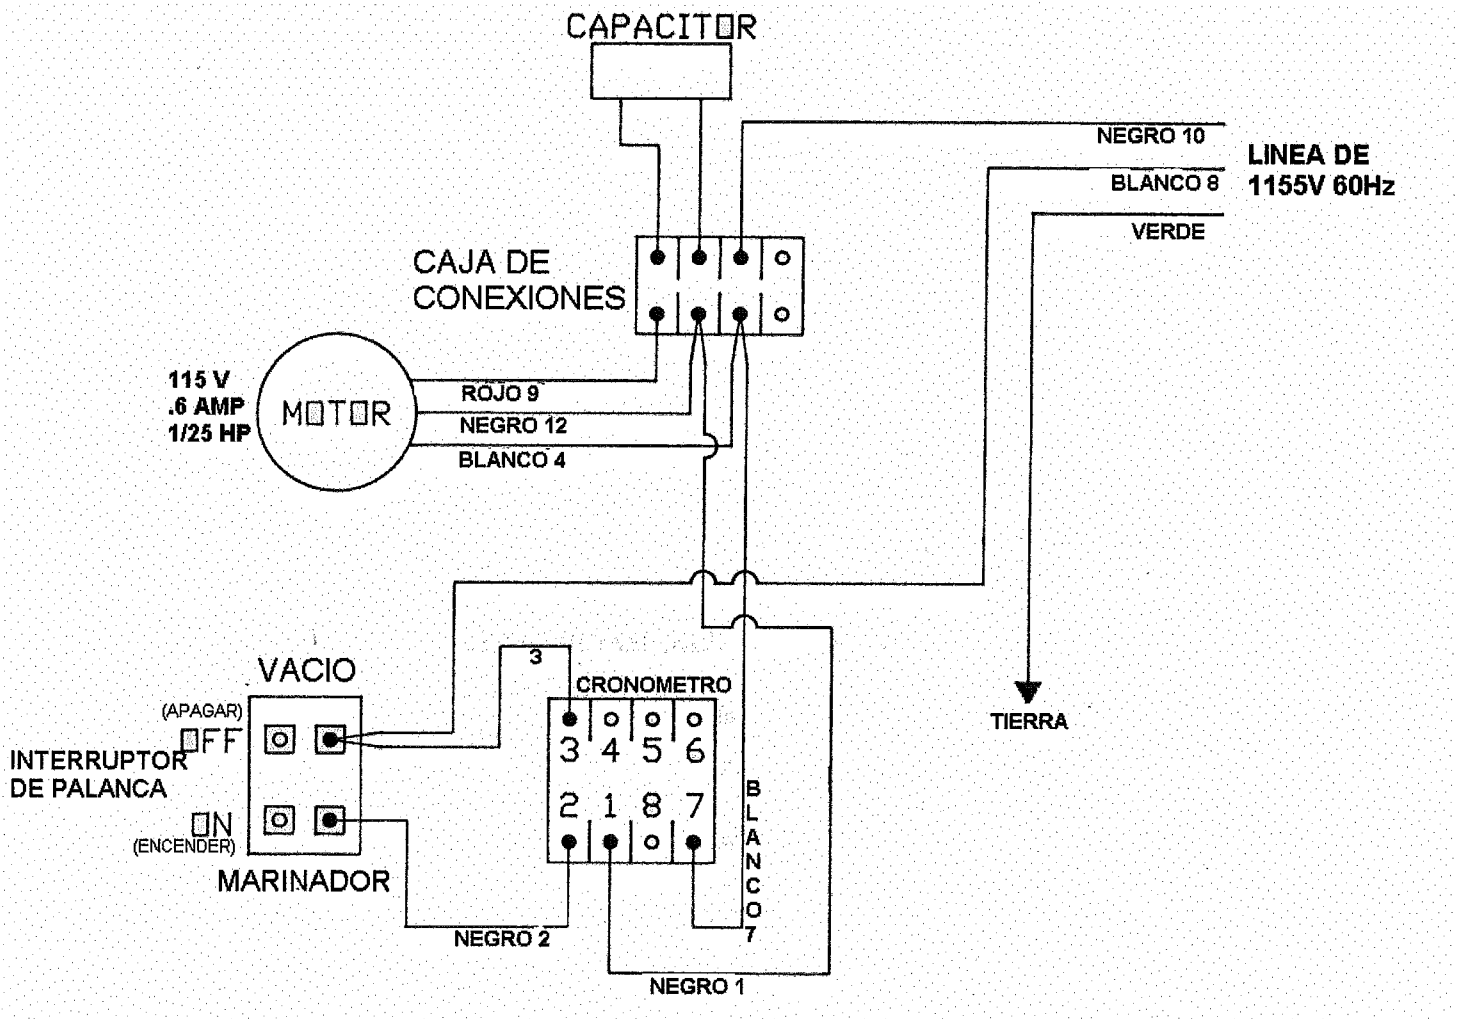 CAPACITOR
NEGRO 10
LINEA DE
BLANCO 8
1155V 60Hz
VERDE
CAJA DE
CONEXIONES
115 V
.6 AMP
1/25 HP
MOTOR
ROJO 9
NEGRO 12
BLANCO 4
VACIO
3
CRONOMETRO
(APAGAR)
OFF
TIERRA
INTERRUPTOR
DE PALANCA
3 4 5 6
2 1 8 7
BLANCO 7
ON
(ENCENDER)
MARINADOR
NEGRO 2
NEGRO 1